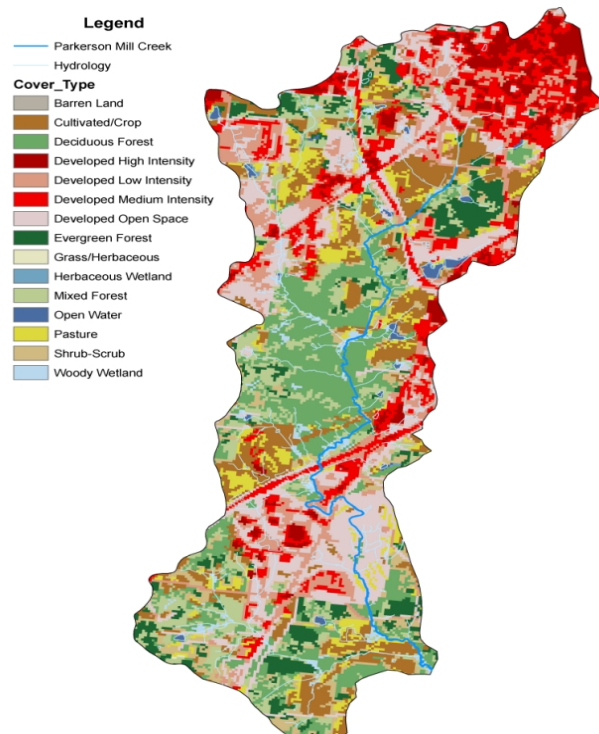 Legend
Parkerson Mill Creek
Hydrology
Cover_Type
Barren Land
Cultivated/Crop
Deciduous Forest
Developed High Intensity
Developed Low Intensity
Developed Medium Intensity
Developed Open Space
Evergreen Forest
Grass/Herbaceous
Herbaceous Wetland
Mixed Forest
Open Water
Pasture
Shrub-Scrub
Woody Wetland